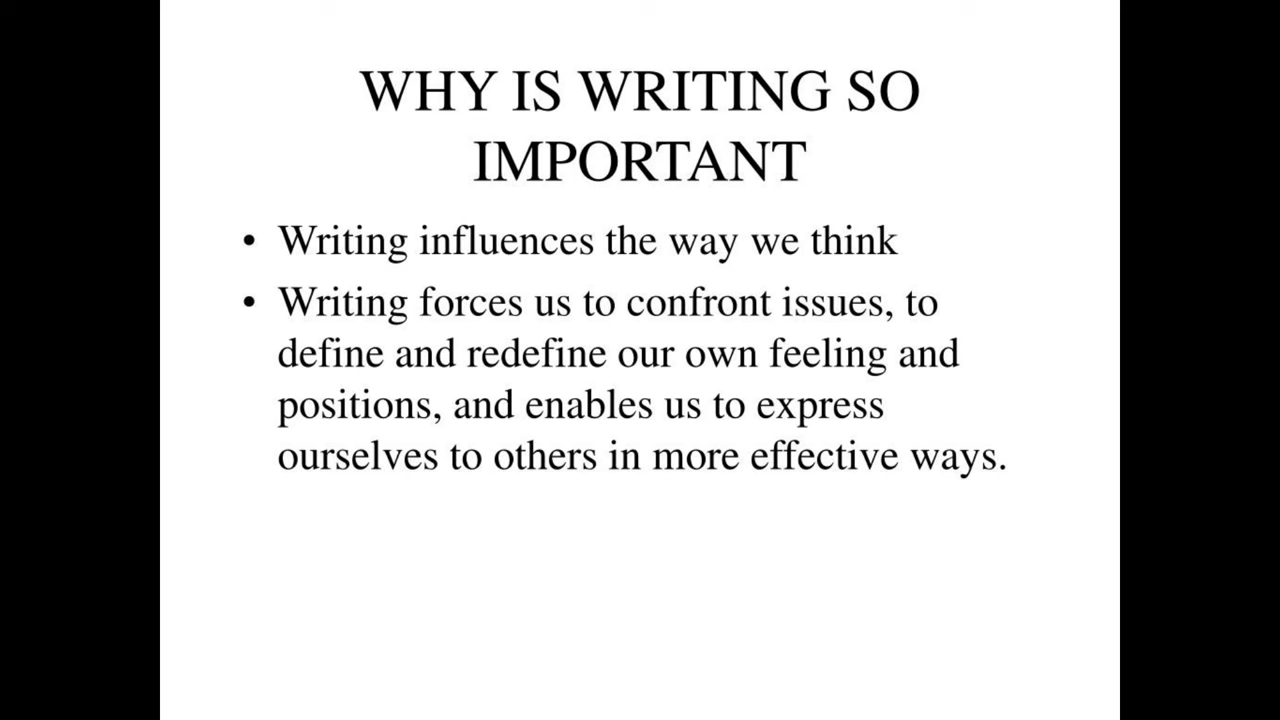 WHY IS WRITING SO
IMPORTANT
• Writing influences the way we think
• Writing forces us to confront issues, to
define and redefine our own feeling and
positions, and enables us to express
ourselves to others in more effective ways.